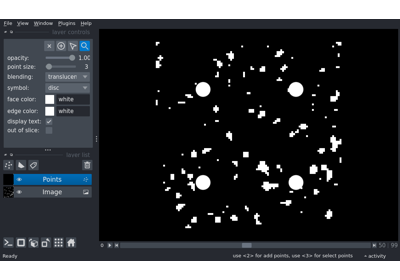 File View Window Plugins Help
layer controls
opacity: 1.00
point size: 3
blending: translucen
symbol: disc
face color: white
edge color: white
display text:
out of slice:
layer list
Points
Image
0 50 99
Ready use <2> for add points, use <3> for select points activity